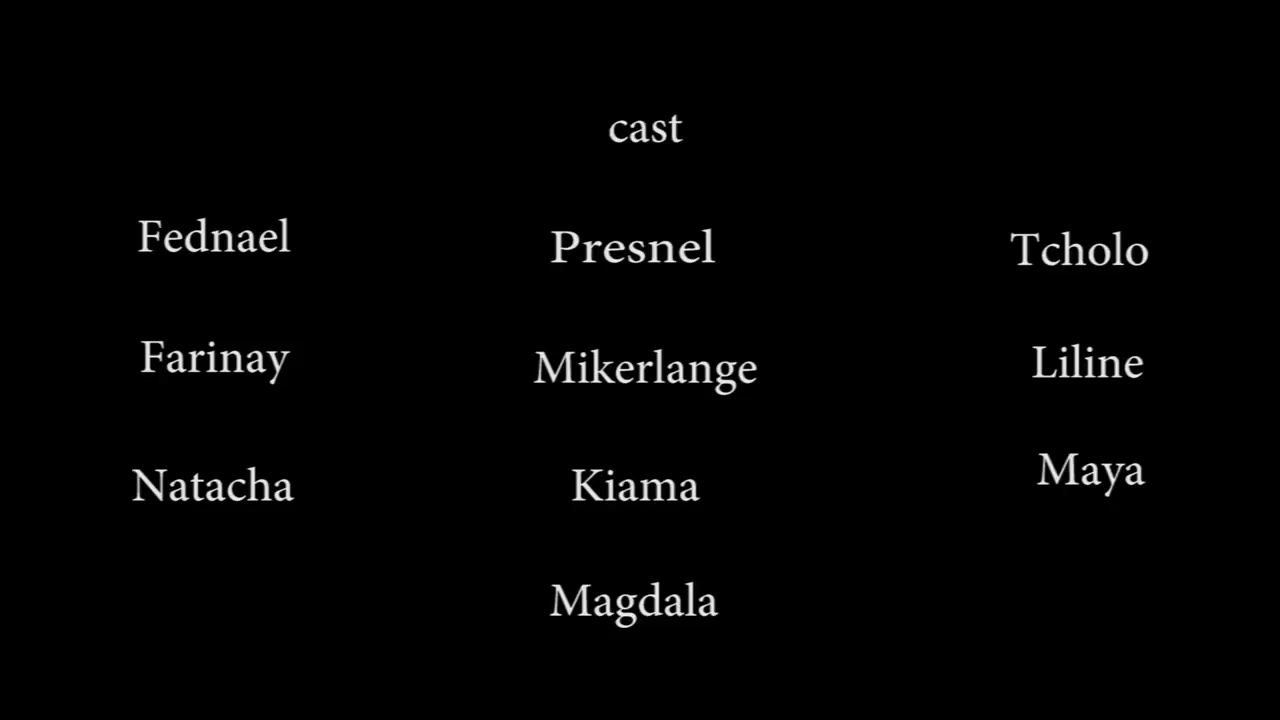 cast
Fednael Presnel Tcholo
Farinay Mikerlange Liline
Natacha Kiama Maya
Magdala